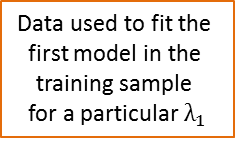 Data used to fit the
first model in the
training sample
for a particular λ₁